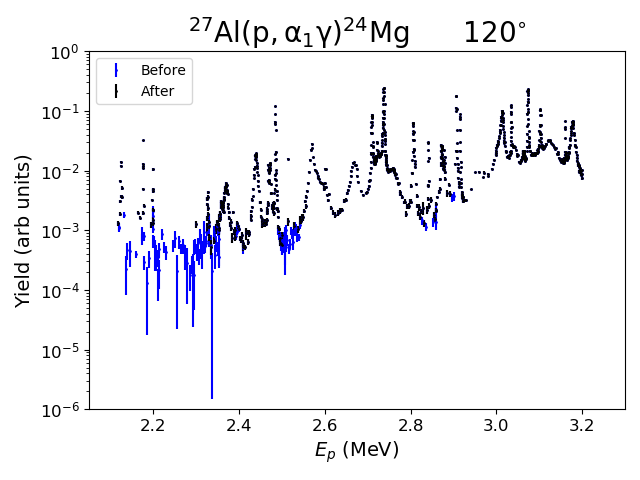 ²⁷Al(p, α₁γ)²⁴Mg 120°
Before
After
Yield (arb units)
10⁰
10⁻¹
10⁻²
10⁻³
10⁻⁴
10⁻⁵
10⁻⁶
2.2 2.4 2.6 2.8 3.0 3.2
Eₚ (MeV)